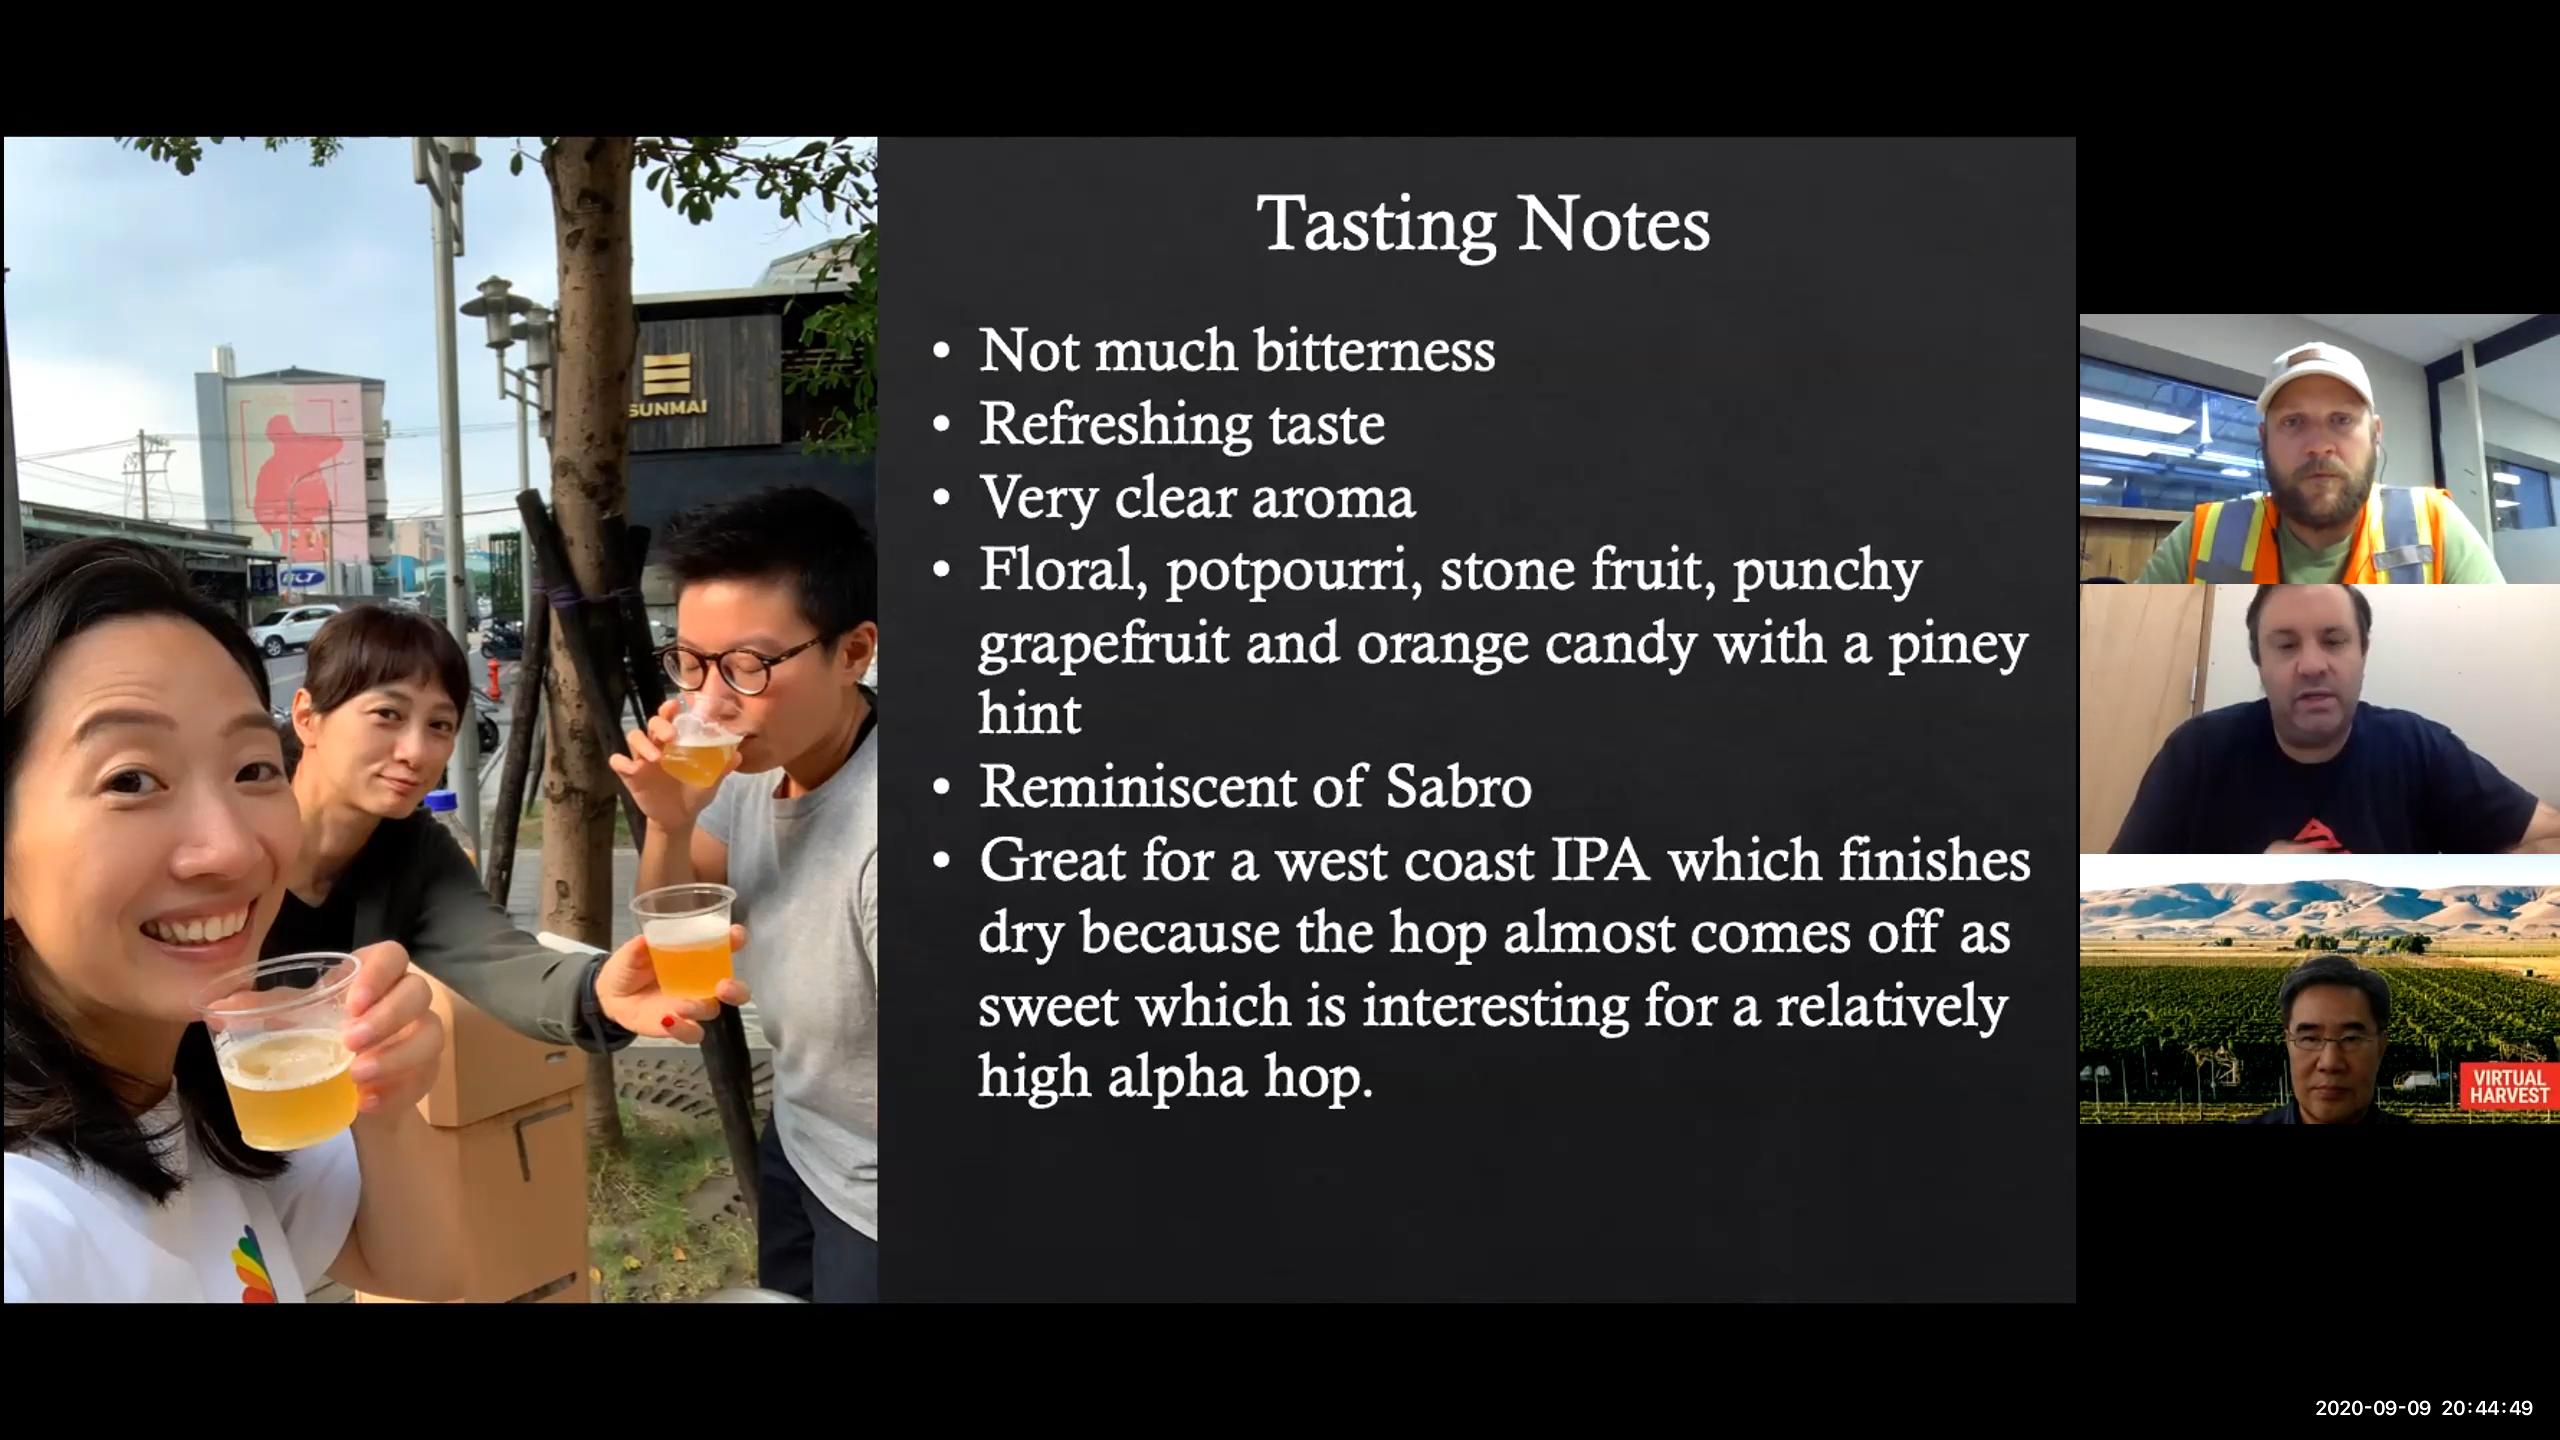 SUNMAI
Tasting Notes
• Not much bitterness
• Refreshing taste
• Very clear aroma
• Floral, potpourri, stone fruit, punchy
grapefruit and orange candy with a piney
hint
• Reminiscent of Sabro
• Great for a west coast IPA which finishes
dry because the hop almost comes off as
sweet which is interesting for a relatively
high alpha hop.
VIRTUAL
HARVEST
2020-09-09 20:44:49